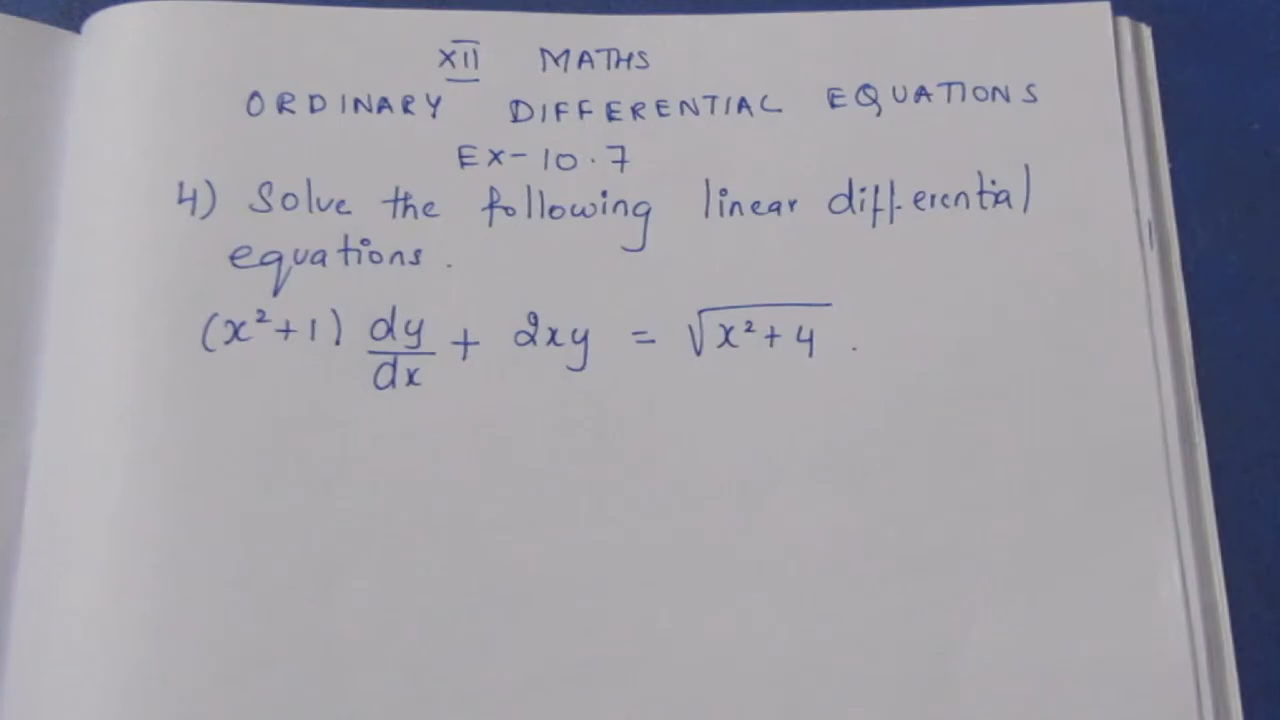 XII MATHS
ORDINARY DIFFERENTIAL EQUATIONS
EX-10.7
4) Solve the following linear differential
equations.
(x²+1) dy/dx + 2xy = √(x²+4) .